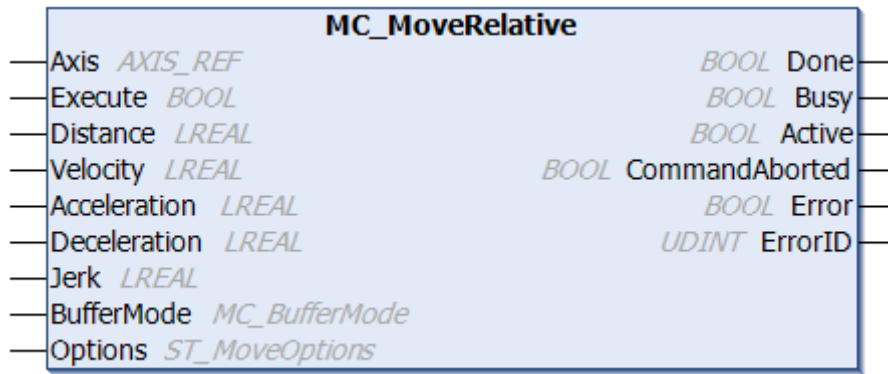 MC_MoveRelative
Axis AXIS_REF BOOL Done
Execute BOOL BOOL Busy
Distance LREAL BOOL Active
Velocity LREAL BOOL CommandAborted
Acceleration LREAL BOOL Error
Deceleration LREAL UDINT ErrorID
Jerk LREAL
BufferMode MC_BufferMode
Options ST_MoveOptions